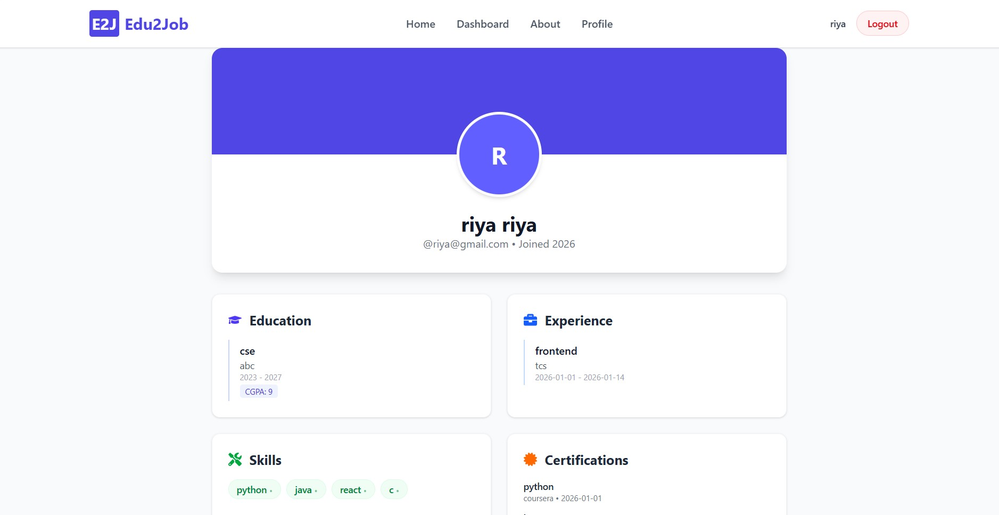 E2J Edu2Job Home Dashboard About Profile riya Logout
R
riya riya
@riya@gmail.com • Joined 2026
Education
cse
abc
2023 - 2027
CGPA: 9
Experience
frontend
tcs
2026-01-01 - 2026-01-14
Skills
python • java • react • c •
Certifications
python
coursera • 2026-01-01